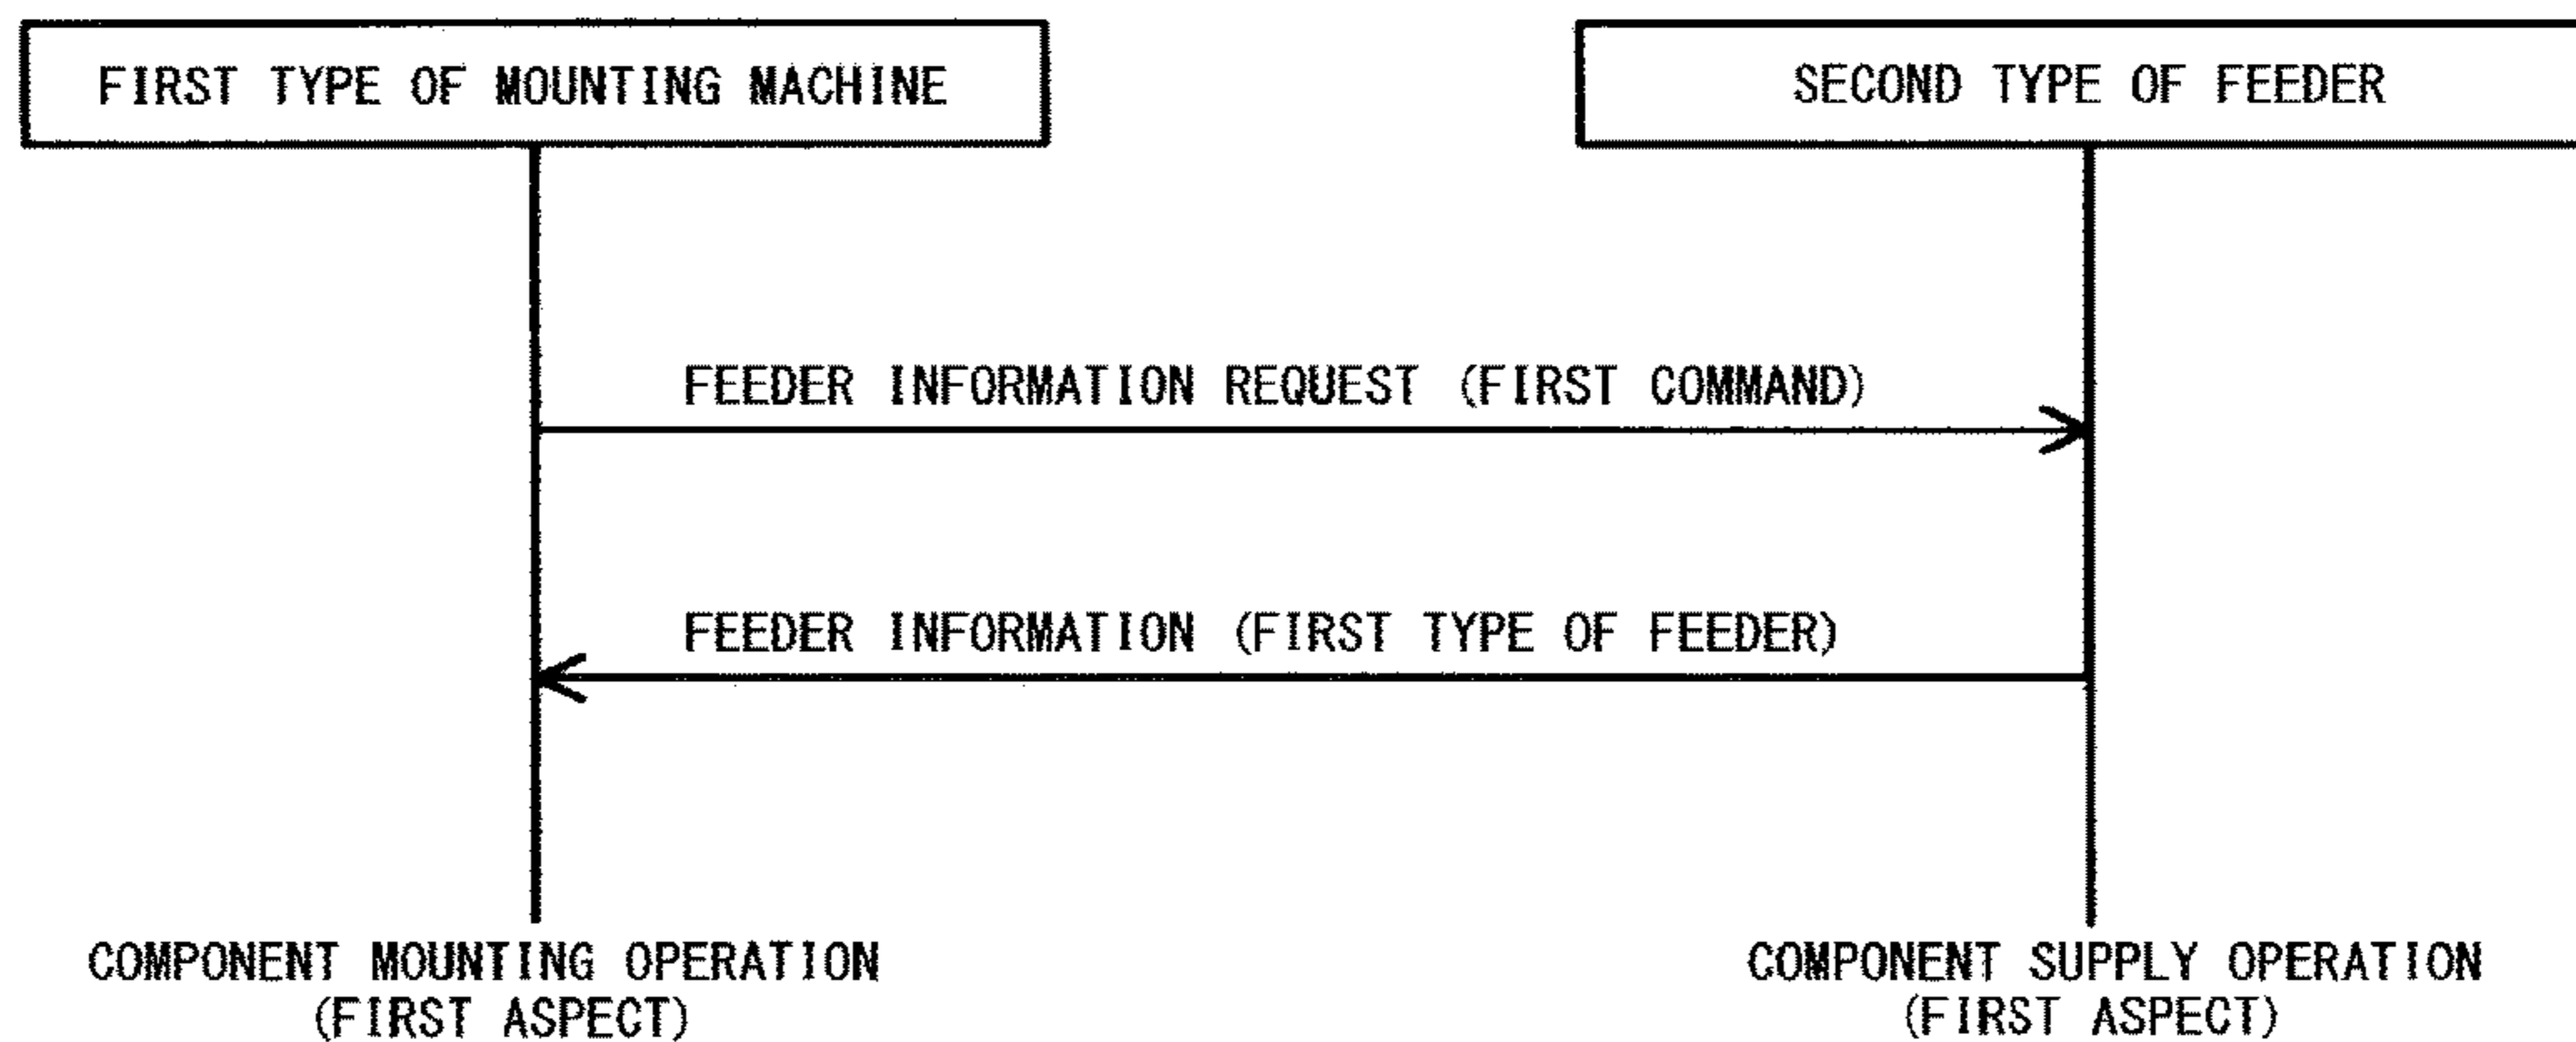 FIRST TYPE OF MOUNTING MACHINE
SECOND TYPE OF FEEDER
FEEDER INFORMATION REQUEST (FIRST COMMAND)
FEEDER INFORMATION (FIRST TYPE OF FEEDER)
COMPONENT MOUNTING OPERATION
(FIRST ASPECT)
COMPONENT SUPPLY OPERATION
(FIRST ASPECT)